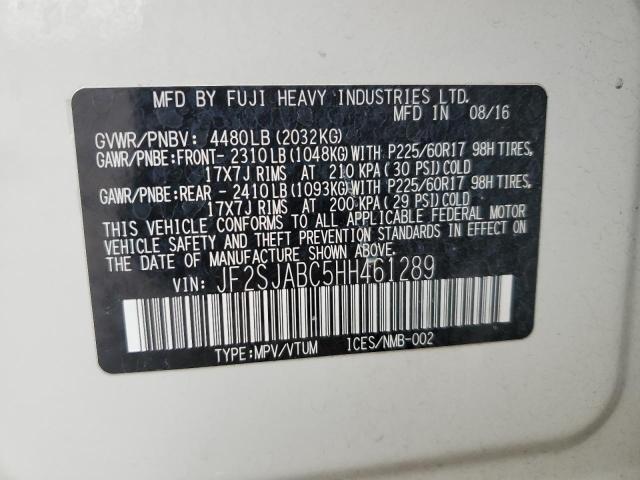 MFD BY FUJI HEAVY INDUSTRIES LTD.
MFD IN 08/16
GVWR/PNBV: 4480LB(2032KG)
GAWR/PNBE:FRONT- 2310LB(1048KG)WITH P225/60R17 98H TIRES,
17X7J RIMS AT 210 KPA(30 PSI)COLD
GAWR/PNBE:REAR - 2410LB(1093KG)WITH P225/60R17 98H TIRES,
17X7J RIMS AT 200 KPA(29 PSI)COLD
THIS VEHICLE CONFORMS TO ALL APPLICABLE FEDERAL MOTOR
VEHICLE SAFETY AND THEFT PREVENTION STANDARDS IN EFFECT
ON THE DATE OF MANUFACTURE SHOWN ABOVE.
VIN: JF2SJABC5HH461289
TYPE:MPV/VTUM ICES/NMB-002